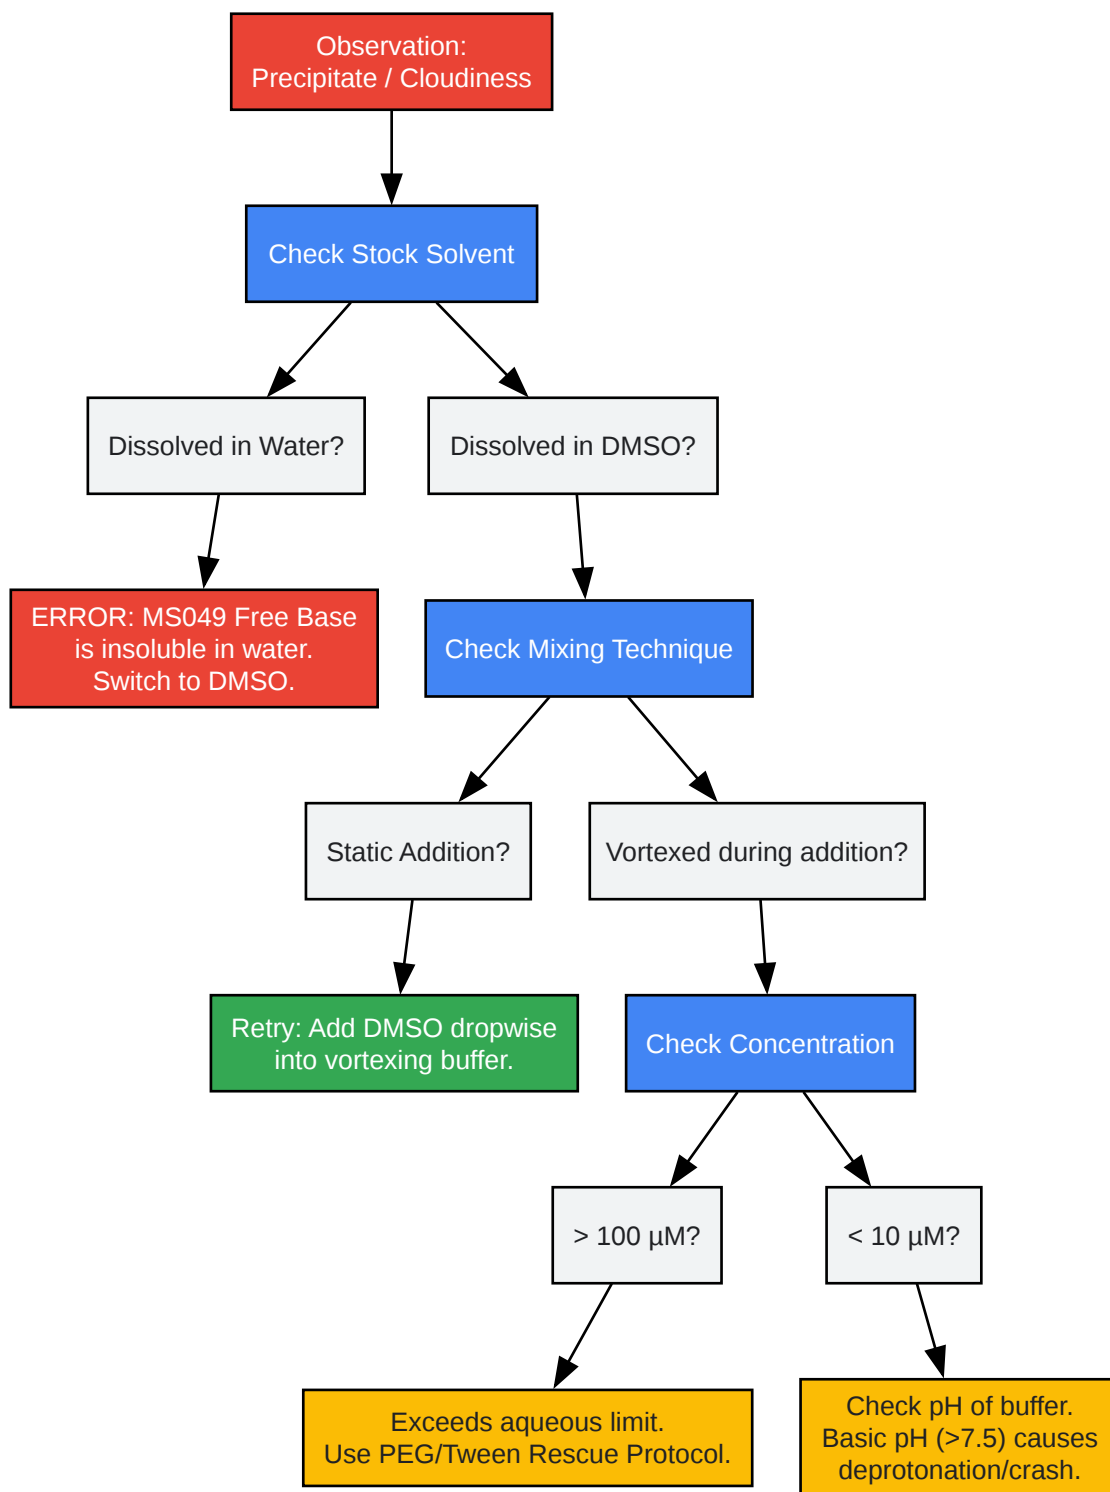 Observation:
Precipitate / Cloudiness
Check Stock Solvent
Dissolved in Water?
Dissolved in DMSO?
ERROR: MS049 Free Base
is insoluble in water.
Switch to DMSO.
Check Mixing Technique
Static Addition?
Vortexed during addition?
Retry: Add DMSO dropwise
into vortexing buffer.
Check Concentration
> 100 µM?
< 10 µM?
Exceeds aqueous limit.
Use PEG/Tween Rescue Protocol.
Check pH of buffer.
Basic pH (>7.5) causes
deprotonation/crash.